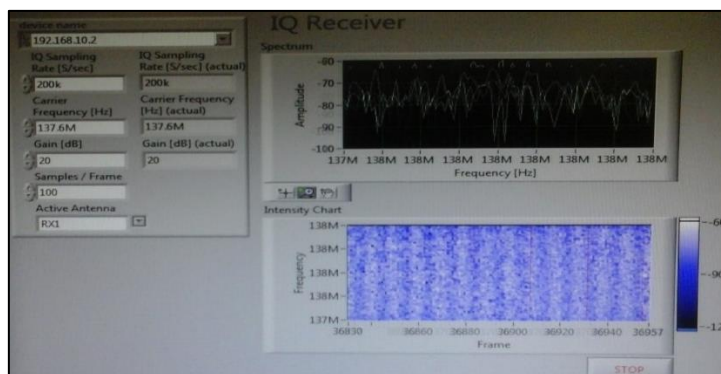 device name
192.168.10.2
IQ Sampling Rate [S/sec]
IQ Sampling Rate [S/sec] (actual)
200k
200k
Carrier Frequency [Hz]
Carrier Frequency [Hz] (actual)
137.6M
137.6M
Gain [dB]
Gain [dB] (actual)
20
20
Samples / Frame
100
Active Antenna
RX1
IQ Receiver
Spectrum
Amplitude
-60
-70
-80
-90
-100
137M 138M 138M 138M 138M 138M 138M 138M 138M
Frequency [Hz]
Intensity Chart
Frequency
138M
138M
138M
138M
137M
36830 36860 36880 36900 36920 36940 36957
Frame
-90
STOP